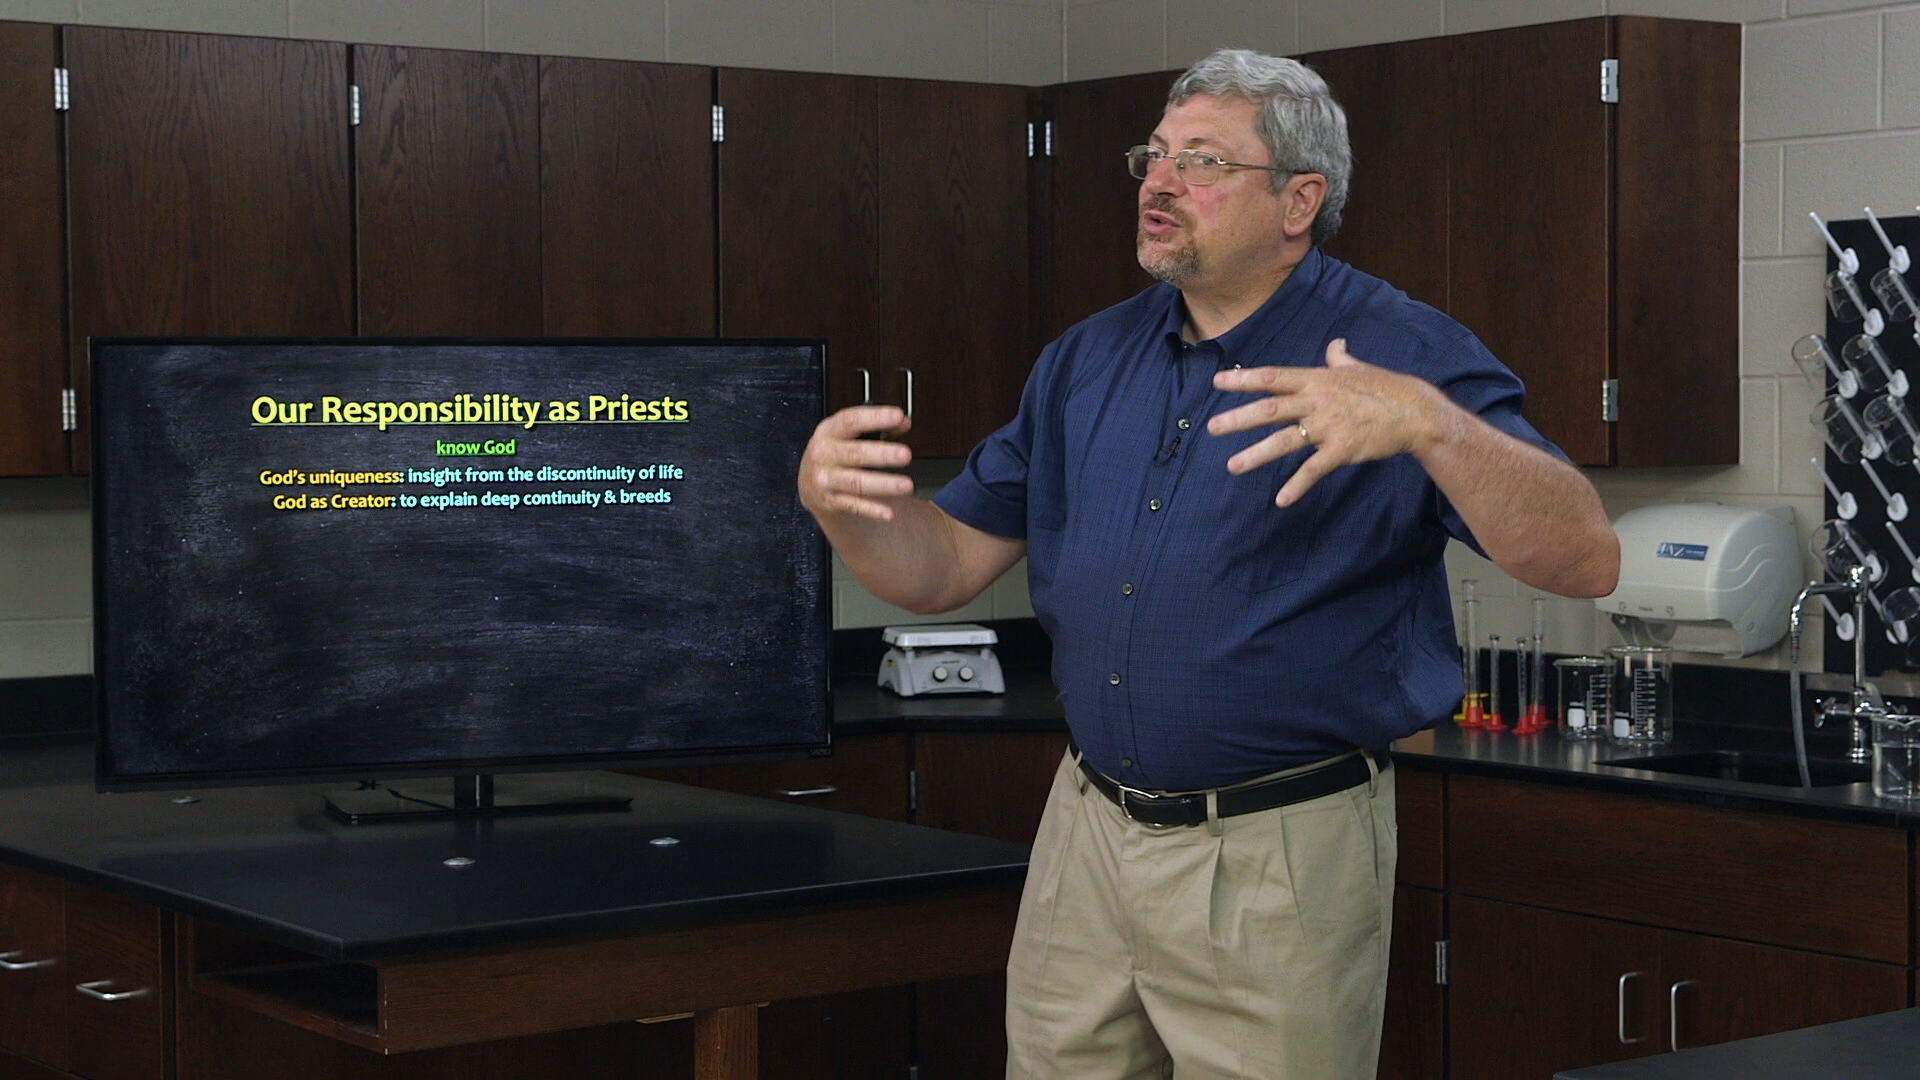 Our Responsibility as Priests
know God
God's uniqueness: insight from the discontinuity of life
God as Creator: to explain deep continuity & breeds